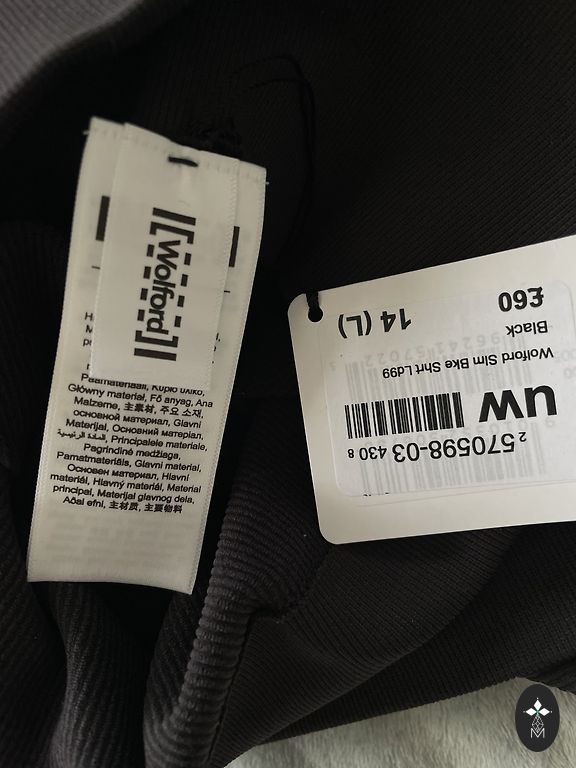 [Wolford]
Paamateriaali, Κύριο υλικό,
Główny materiał, Fő anyag, Ana
Malzeme, 主素材, 주요 소재,
основной материал, Glavni
Materijal, Основний матеріал,
المادة الرئيسية, Principalele materiale,
Pagrindinė medžiaga,
Pamatmateriāls, Glavni material,
Основен материал, Hlavní
materiál, Hlavný materiál, Material
principal, Materijal glavnog dela,
Aðal efni, 主材质, 主要物料
£60
14 (L)
Black
Wolford Slm Bke Shrt Ld99
UW
2 570598-03 430 8
M